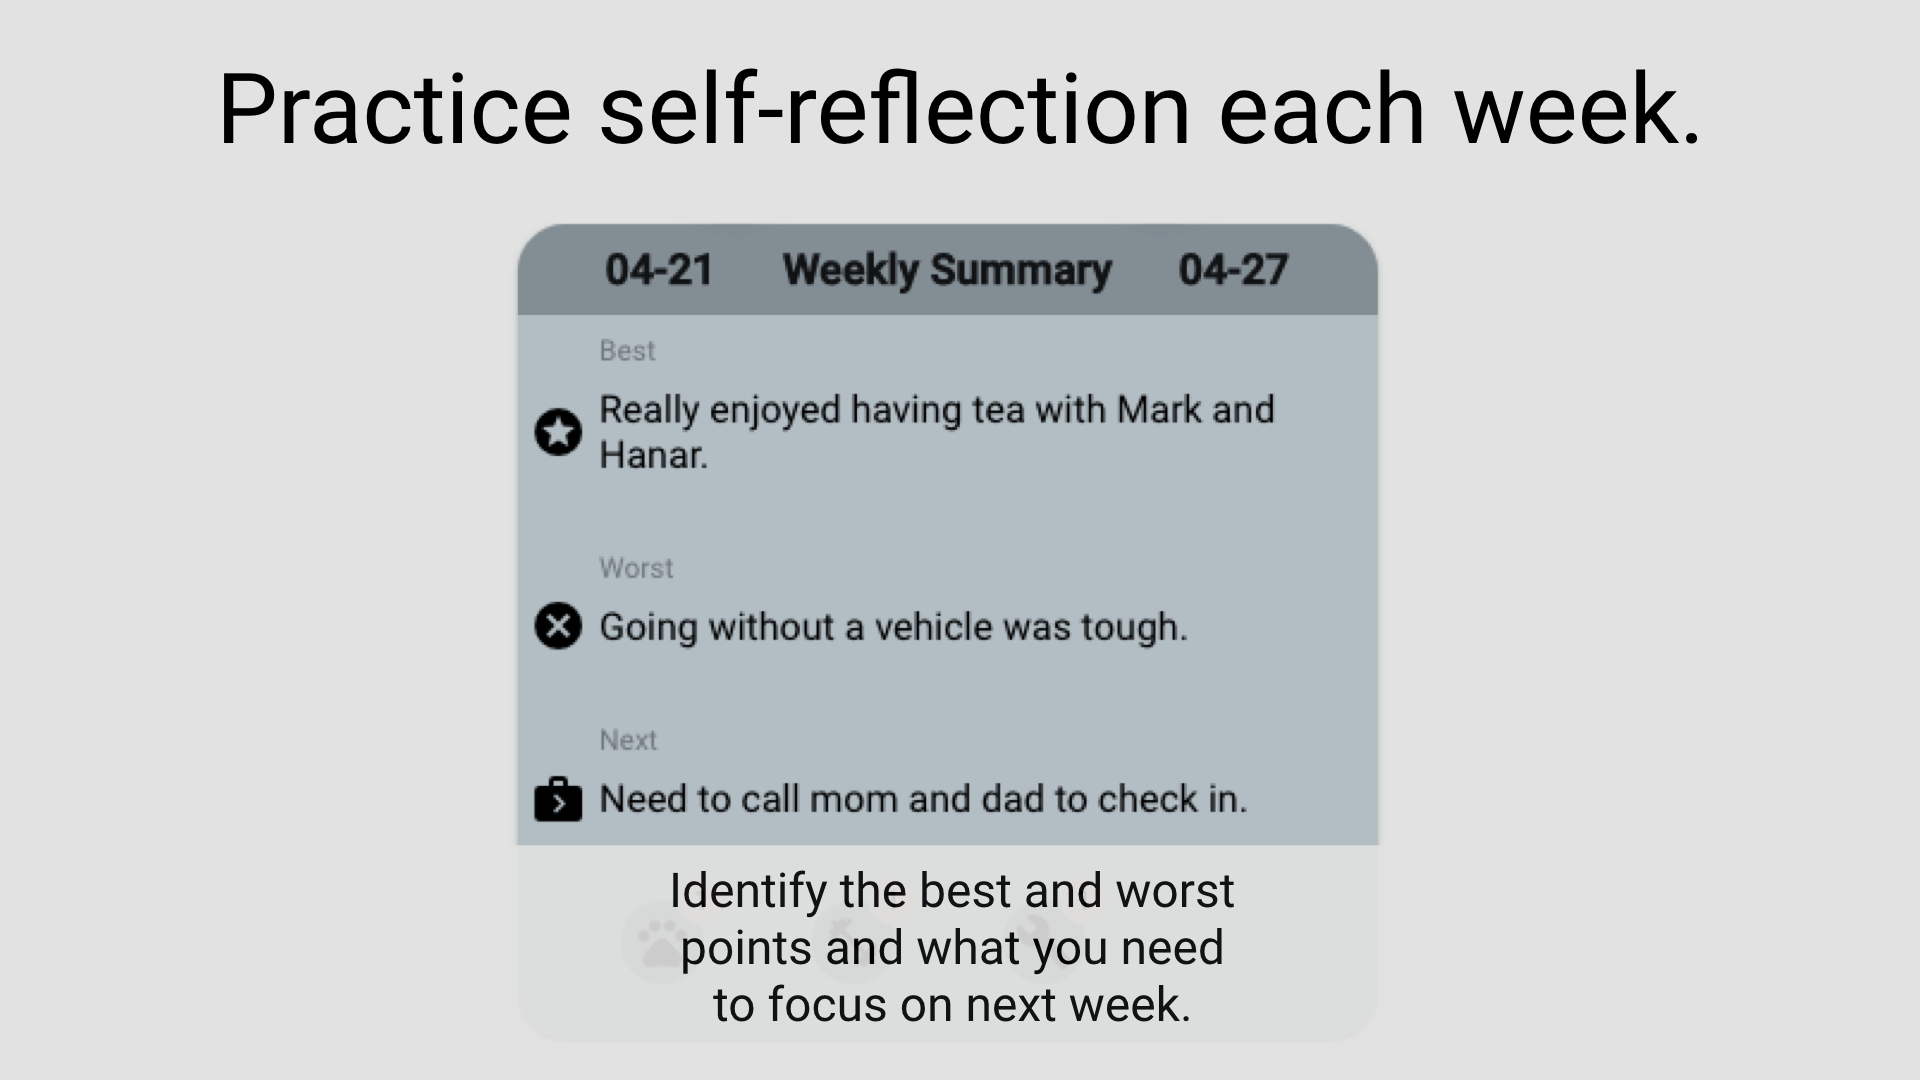 Practice self-reflection each week.
04-21 Weekly Summary 04-27
Best
Really enjoyed having tea with Mark and
Hanar.
Worst
Going without a vehicle was tough.
Next
Need to call mom and dad to check in.
Identify the best and worst
points and what you need
to focus on next week.